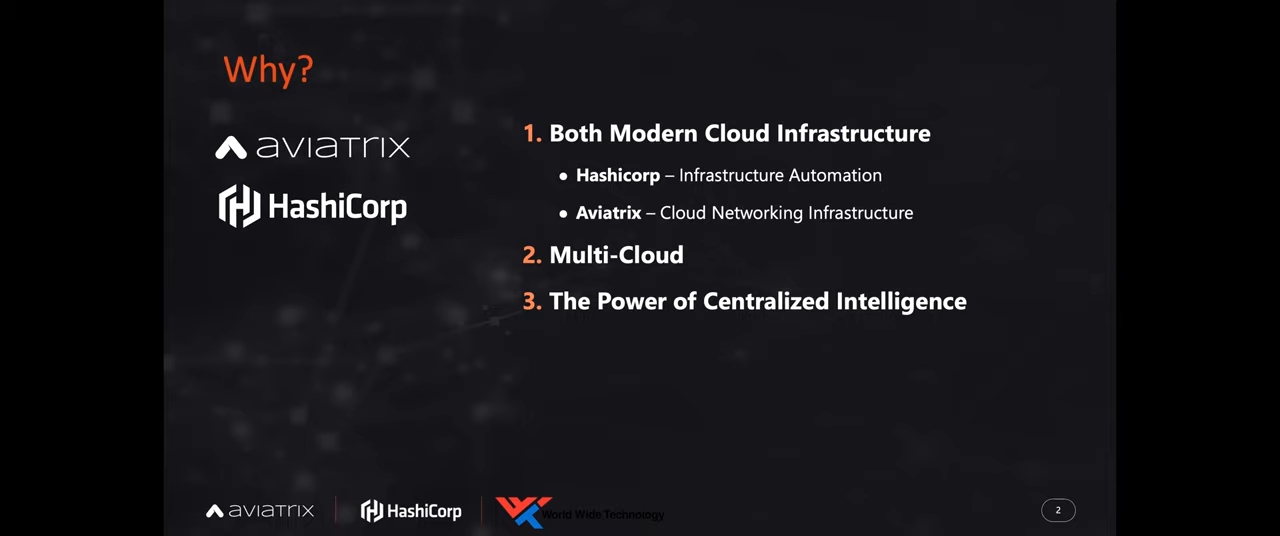 Why?
aviatrix
HashiCorp
1. Both Modern Cloud Infrastructure
• Hashicorp – Infrastructure Automation
• Aviatrix – Cloud Networking Infrastructure
2. Multi-Cloud
3. The Power of Centralized Intelligence
aviatrix
HashiCorp
World Wide Technology
2